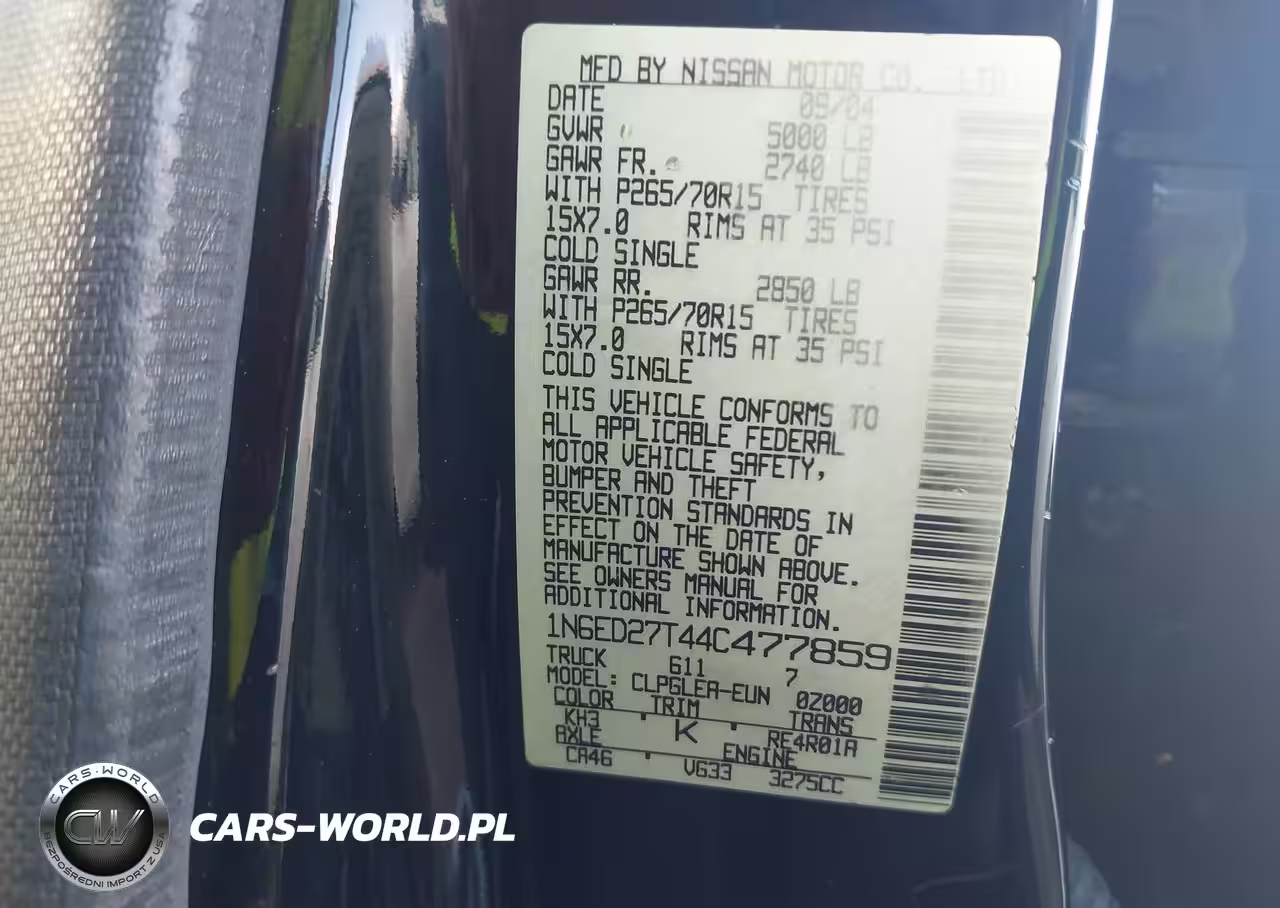 MFD BY NISSAN MOTOR CO., LTD
DATE 09/04
GVWR 5000 LB
GAWR FR. 2740 LB
WITH P265/70R15 TIRES
15X7.0 RIMS AT 35 PSI
COLD SINGLE
GAWR RR. 2850 LB
WITH P265/70R15 TIRES
15X7.0 RIMS AT 35 PSI
COLD SINGLE
THIS VEHICLE CONFORMS TO
ALL APPLICABLE FEDERAL
MOTOR VEHICLE SAFETY,
BUMPER AND THEFT
PREVENTION STANDARDS IN
EFFECT ON THE DATE OF
MANUFACTURE SHOWN ABOVE.
SEE OWNERS MANUAL FOR
ADDITIONAL INFORMATION.
1N6ED27T44C477859
TRUCK 611 7
MODEL: CLPGLEA-EUN 0Z000
COLOR TRIM TRANS
KH3 K RE4R01A
AXLE ENGINE
CA46 VG33 3275CC
CARS-WORLD
CW
BEZPOŚREDNI IMPORT Z USA
CARS-WORLD.PL